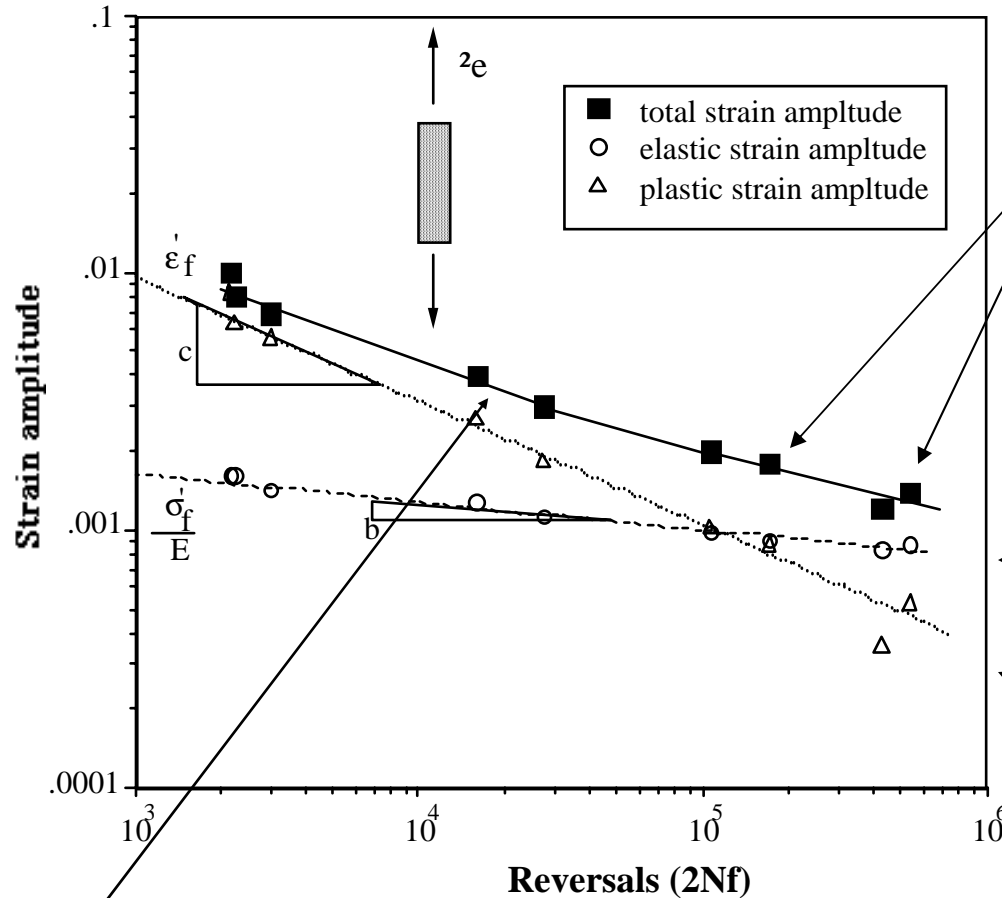 .1
²e
total strain ampltude
elastic strain ampltude
plastic strain ampltude
ε'f
.01
c
Strain amplitude
σ'f
E
.001
b
.0001
10³
10⁴
10⁵
10⁶
Reversals (2Nf)